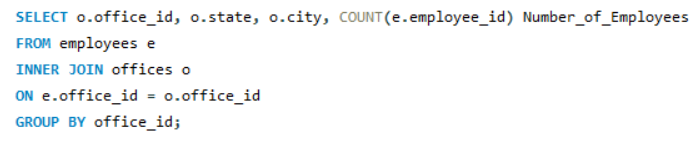 SELECT o.office_id, o.state, o.city, COUNT(e.employee_id) Number_of_Employees
FROM employees e
INNER JOIN offices o
ON e.office_id = o.office_id
GROUP BY office_id;